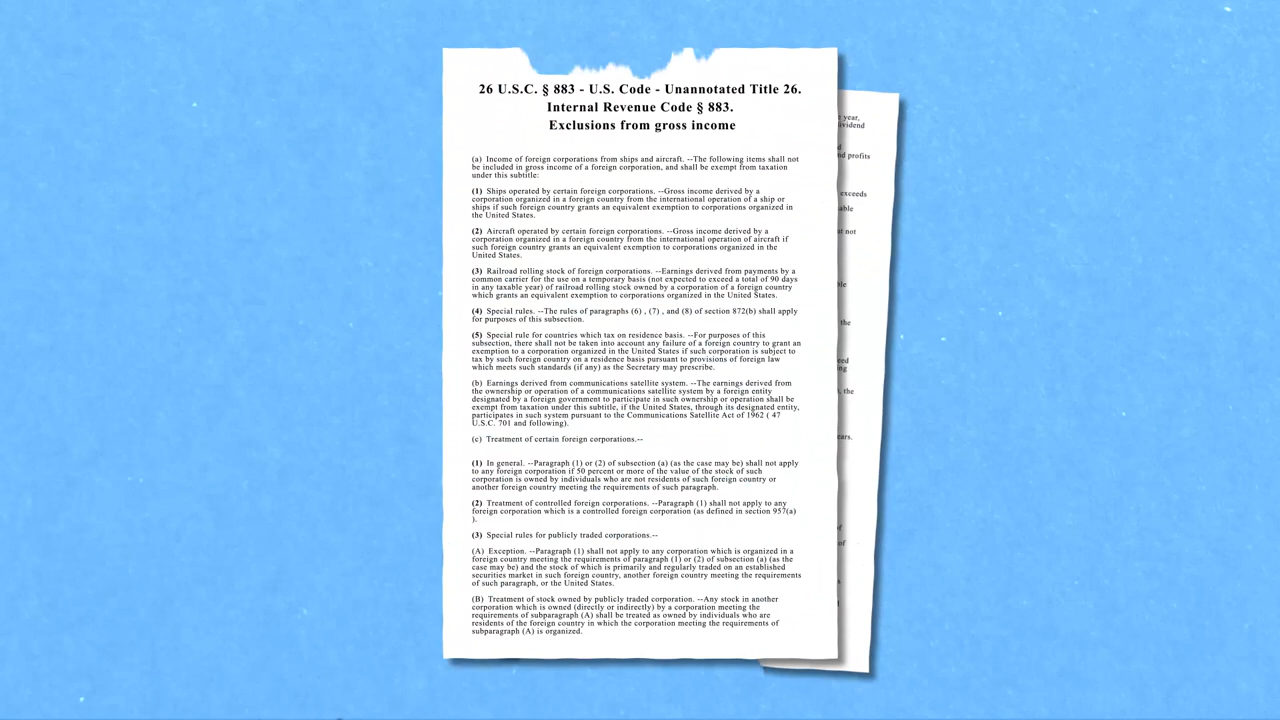 26 U.S.C. § 883 - U.S. Code - Unannotated Title 26.
Internal Revenue Code § 883.
Exclusions from gross income
(a) Income of foreign corporations from ships and aircraft. --The following items shall not
be included in gross income of a foreign corporation, and shall be exempt from taxation
under this subtitle:
(1) Ships operated by certain foreign corporations. --Gross income derived by a
corporation organized in a foreign country from the international operation of a ship or
ships if such foreign country grants an equivalent exemption to corporations organized in
the United States.
(2) Aircraft operated by certain foreign corporations. --Gross income derived by a
corporation organized in a foreign country from the international operation of aircraft if
such foreign country grants an equivalent exemption to corporations organized in the
United States.
(3) Railroad rolling stock of foreign corporations. --Earnings derived from payments by a
common carrier for the use on a temporary basis (not expected to exceed a total of 90 days
in any taxable year) of railroad rolling stock owned by a corporation of a foreign country
which grants an equivalent exemption to corporations organized in the United States.
(4) Special rules. --The rules of paragraphs (6) , (7) , and (8) of section 872(b) shall apply
for purposes of this subsection.
(5) Special rule for countries which tax on residence basis. --For purposes of this
subsection, there shall not be taken into account any failure of a foreign country to grant an
exemption to a corporation organized in the United States if such corporation is subject to
tax by such foreign country on a residence basis pursuant to provisions of foreign law
which meets such standards (if any) as the Secretary may prescribe.
(b) Earnings derived from communications satellite system. --The earnings derived from
the ownership or operation of a communications satellite system by a foreign entity
designated by a foreign government to participate in such ownership or operation shall be
exempt from taxation under this subtitle, if the United States, through its designated entity,
participates in such system pursuant to the Communications Satellite Act of 1962 ( 47
U.S.C. 701 and following).
(c) Treatment of certain foreign corporations.--
(1) In general. --Paragraph (1) or (2) of subsection (a) (as the case may be) shall not apply
to any foreign corporation if 50 percent or more of the value of the stock of such
corporation is owned by individuals who are not residents of such foreign country or
another foreign country meeting the requirements of such paragraph.
(2) Treatment of controlled foreign corporations. --Paragraph (1) shall not apply to any
foreign corporation which is a controlled foreign corporation (as defined in section 957(a)
).
(3) Special rules for publicly traded corporations.--
(A) Exception. --Paragraph (1) shall not apply to any corporation which is organized in a
foreign country meeting the requirements of paragraph (1) or (2) of subsection (a) (as the
case may be) and the stock of which is primarily and regularly traded on an established
securities market in such foreign country, another foreign country meeting the requirements
of such paragraph, or the United States.
(B) Treatment of stock owned by publicly traded corporation. --Any stock in another
corporation which is owned (directly or indirectly) by a corporation meeting the
requirements of subparagraph (A) shall be treated as owned by individuals who are
residents of the foreign country in which the corporation meeting the requirements of
subparagraph (A) is organized.
year,
profits
exceeds
not
the
the
of
of